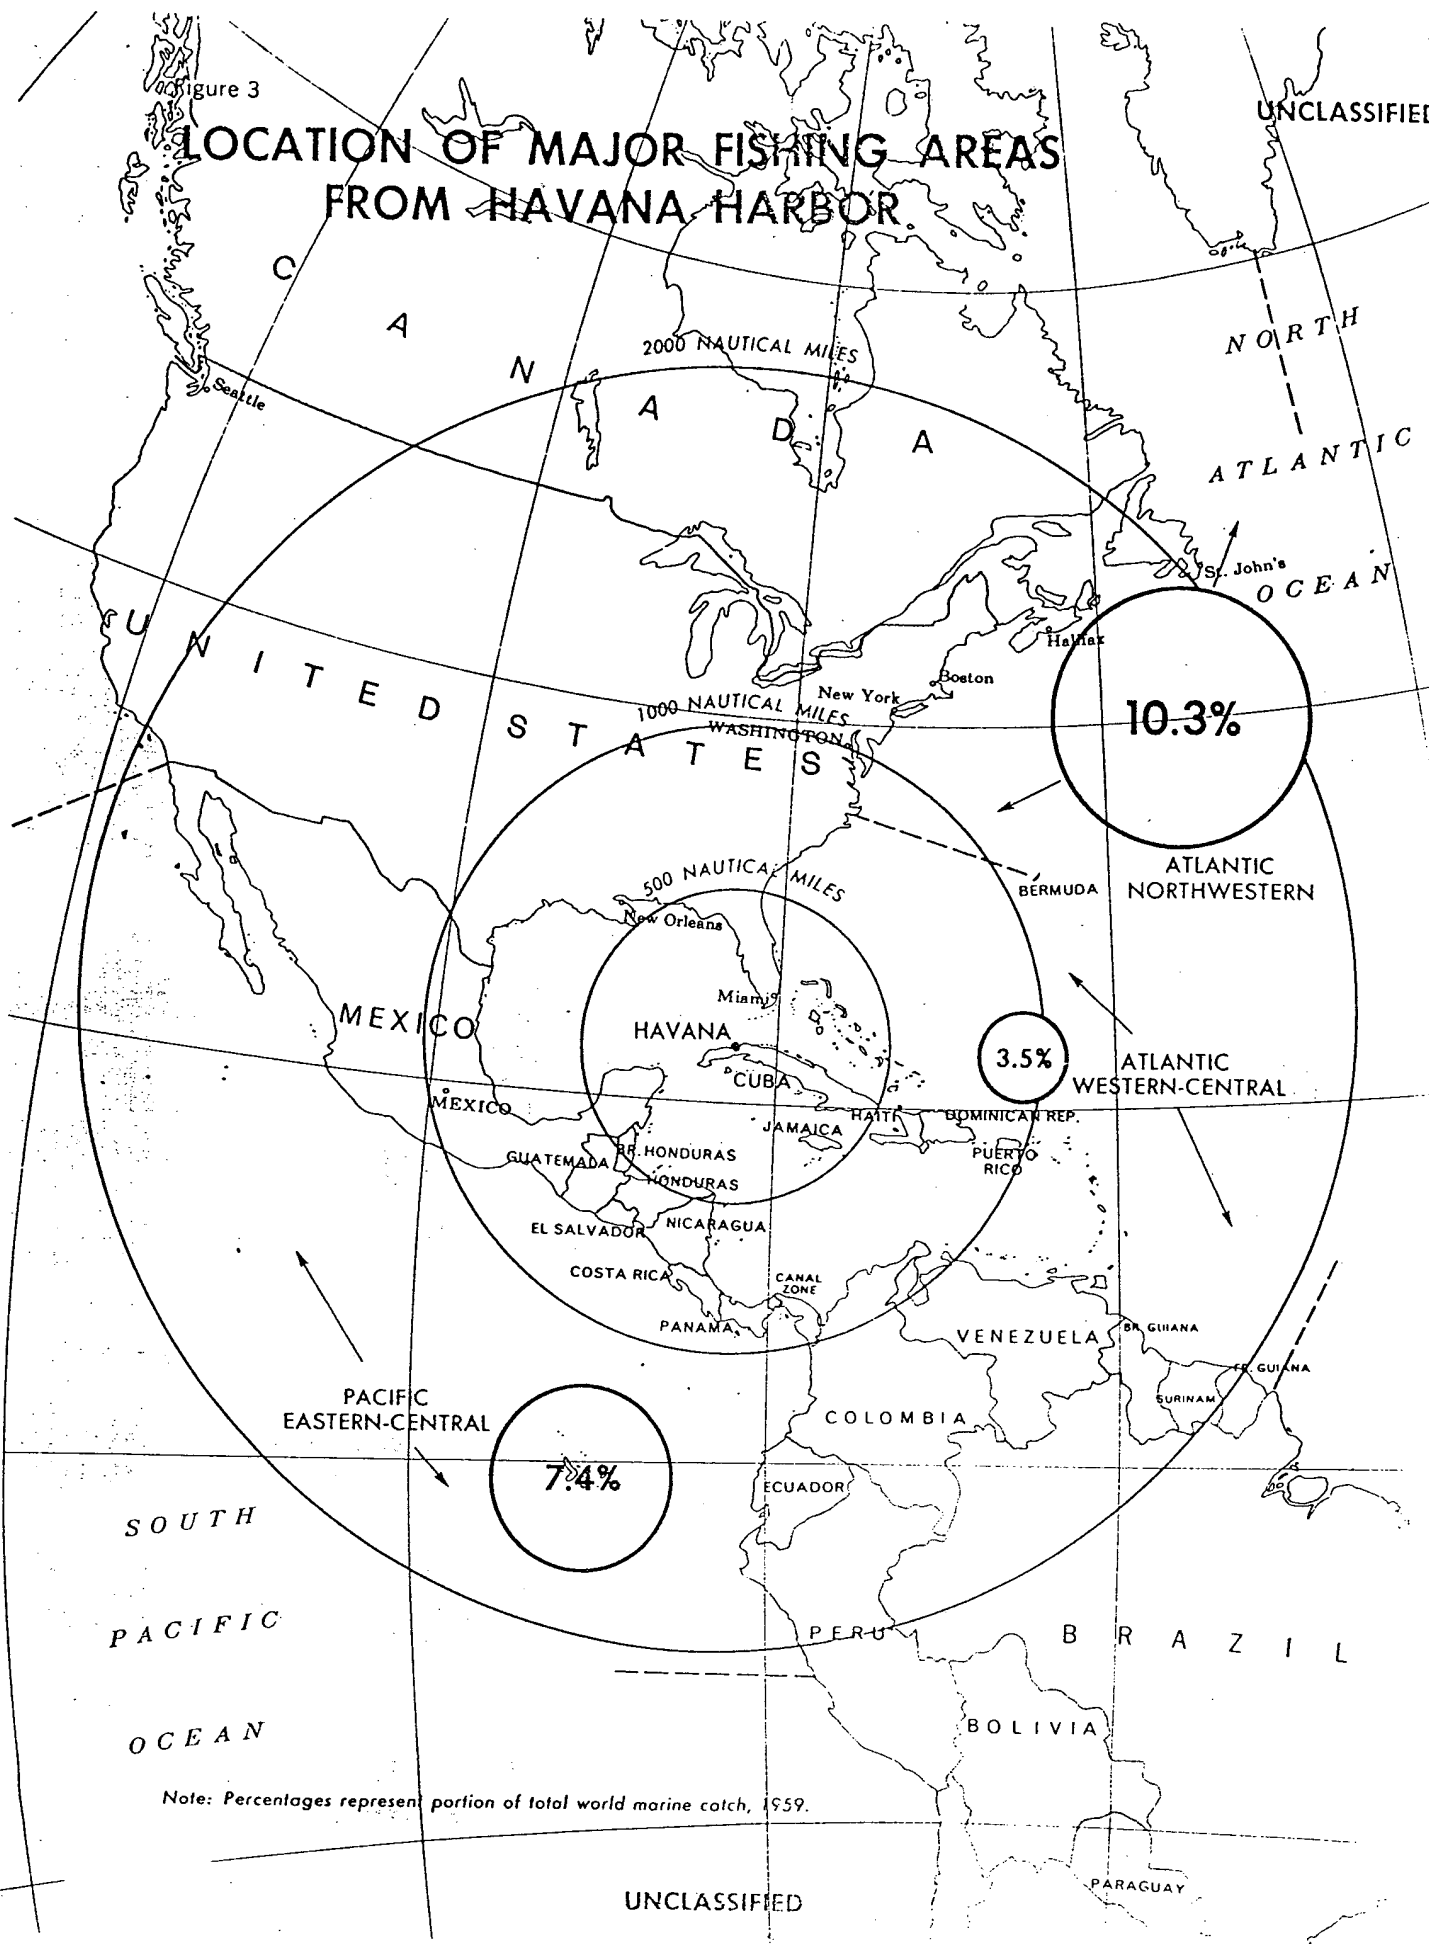 Figure 3
UNCLASSIFIED
LOCATION OF MAJOR FISHING AREAS
FROM HAVANA HARBOR
CANADA
NORTH
ATLANTIC
OCEAN
2000 NAUTICAL MILES
Seattle
St. John's
Halifax
Boston
New York
UNITED STATES
1000 NAUTICAL MILES
WASHINGTON
10.3%
ATLANTIC
NORTHWESTERN
BERMUDA
500 NAUTICAL MILES
New Orleans
Miami
MEXICO
HAVANA
CUBA
3.5%
ATLANTIC
WESTERN-CENTRAL
MEXICO
HAITI
DOMINICAN REP.
JAMAICA
PUERTO
RICO
GUATEMADA
BR. HONDURAS
HONDURAS
EL SALVADOR
NICARAGUA
COSTA RICA
CANAL
ZONE
PANAMA
VENEZUELA
BR. GUIANA
FR. GUIANA
SURINAM
PACIFIC
EASTERN-CENTRAL
COLOMBIA
7.4%
ECUADOR
SOUTH
PACIFIC
OCEAN
PERU
BRAZIL
BOLIVIA
Note: Percentages represent portion of total world marine catch, 1959.
PARAGUAY
UNCLASSIFIED